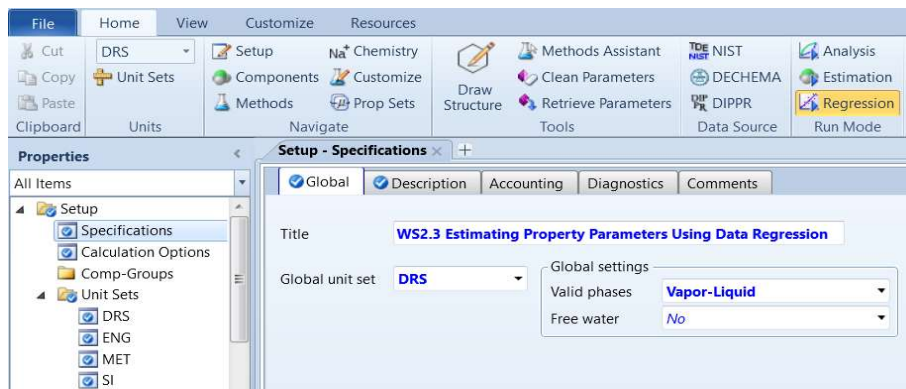 File Home View Customize Resources
Cut DRS Setup Na+ Chemistry Methods Assistant TDE NIST NIST Analysis
Copy Unit Sets Components Customize Draw Structure Clean Parameters DECHEMA Estimation
Paste Methods Prop Sets Retrieve Parameters DIPPR DIPPR Regression
Clipboard Units Navigate Tools Data Source Run Mode
Properties < Setup - Specifications × +
All Items Global Description Accounting Diagnostics Comments
Setup
Specifications Title WS2.3 Estimating Property Parameters Using Data Regression
Calculation Options
Comp-Groups Global unit set DRS Global settings
Unit Sets Valid phases Vapor-Liquid
DRS Free water No
ENG
MET
SI